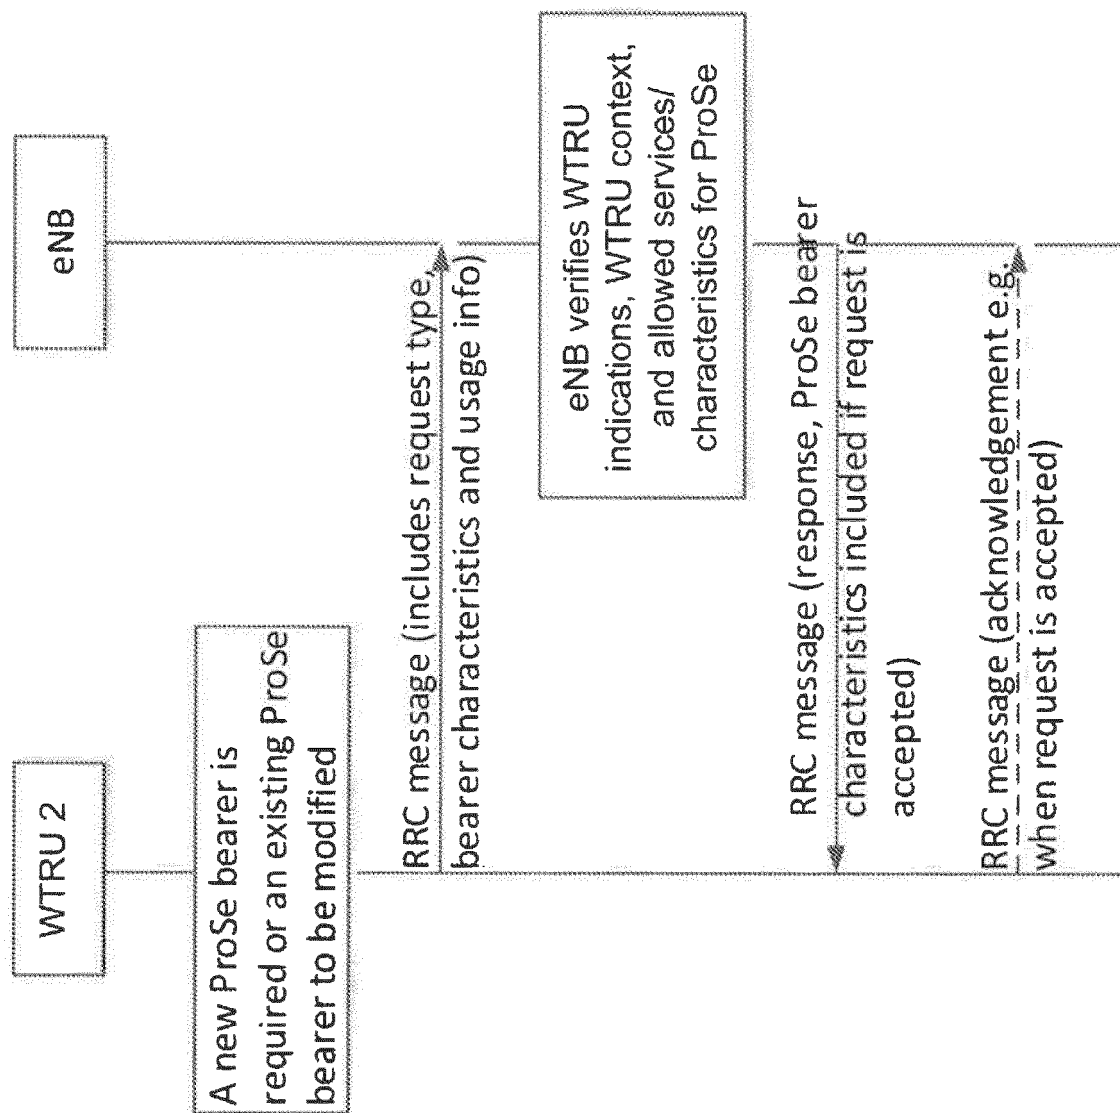 WTRU 2
eNB
A new ProSe bearer is
required or an existing ProSe
bearer to be modified
RRC message (includes request type,
bearer characteristics and usage info)
eNB verifies WTRU
indications, WTRU context,
and allowed services/
characteristics for ProSe
RRC message (response, ProSe bearer
characteristics included if request is
accepted)
RRC message (acknowledgement e.g.
when request is accepted)